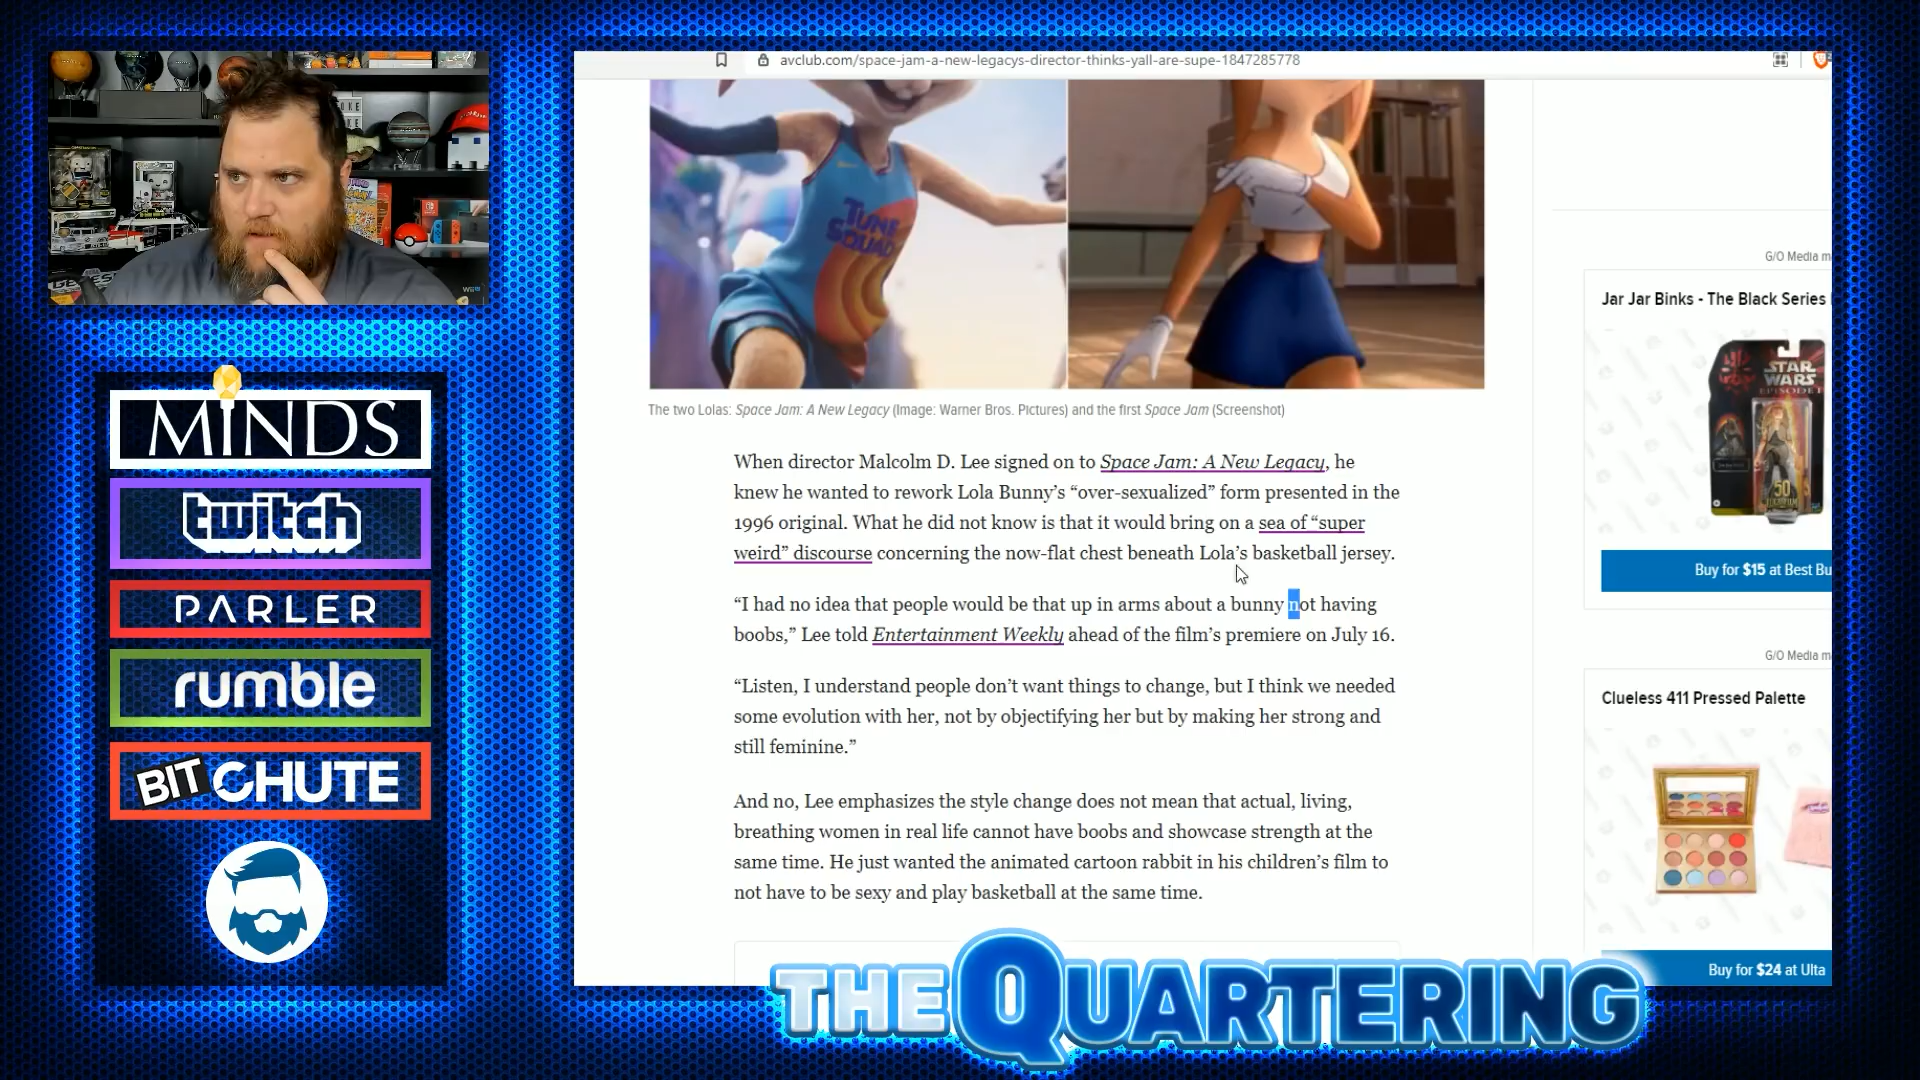 avclub.com/space-jam-a-new-legacys-director-thinks-yall-are-supe-1847285778
TUNE
SQUAD
The two Lolas: Space Jam: A New Legacy (Image: Warner Bros. Pictures) and the first Space Jam (Screenshot)
When director Malcolm D. Lee signed on to Space Jam: A New Legacy, he
knew he wanted to rework Lola Bunny’s “over-sexualized” form presented in the
1996 original. What he did not know is that it would bring on a sea of “super
weird” discourse concerning the now-flat chest beneath Lola’s basketball jersey.
“I had no idea that people would be that up in arms about a bunny not having
boobs,” Lee told Entertainment Weekly ahead of the film’s premiere on July 16.
“Listen, I understand people don’t want things to change, but I think we needed
some evolution with her, not by objectifying her but by making her strong and
still feminine.”
And no, Lee emphasizes the style change does not mean that actual, living,
breathing women in real life cannot have boobs and showcase strength at the
same time. He just wanted the animated cartoon rabbit in his children’s film to
not have to be sexy and play basketball at the same time.
G/O Media m
Jar Jar Binks - The Black Series
STAR
WARS
EPISODE I
50
Buy for $15 at Best Bu
G/O Media m
Clueless 411 Pressed Palette
Buy for $24 at Ulta
MINDS
twitch
PARLER
rumble
BITCHUTE
THE QUARTERING